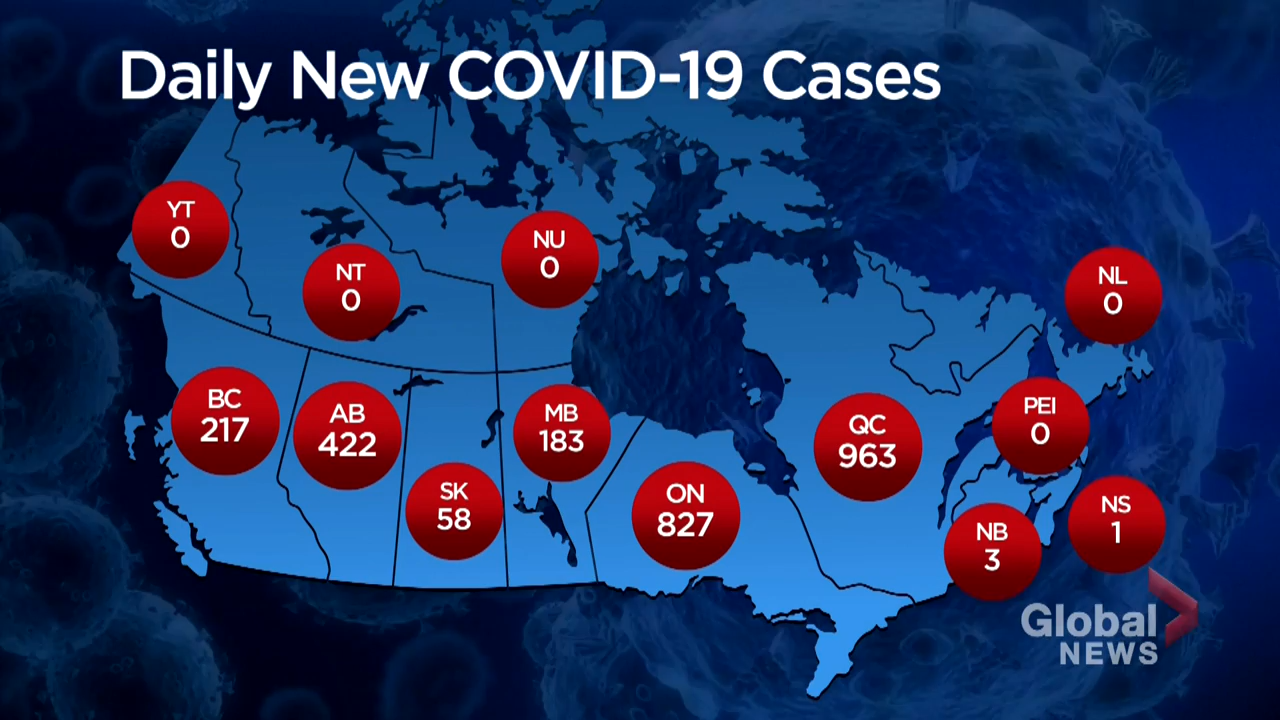 Daily New COVID-19 Cases
YT
0
NT
0
NU
0
NL
0
BC
217
AB
422
SK
58
MB
183
ON
827
QC
963
PEI
0
NB
3
NS
1
Global
NEWS